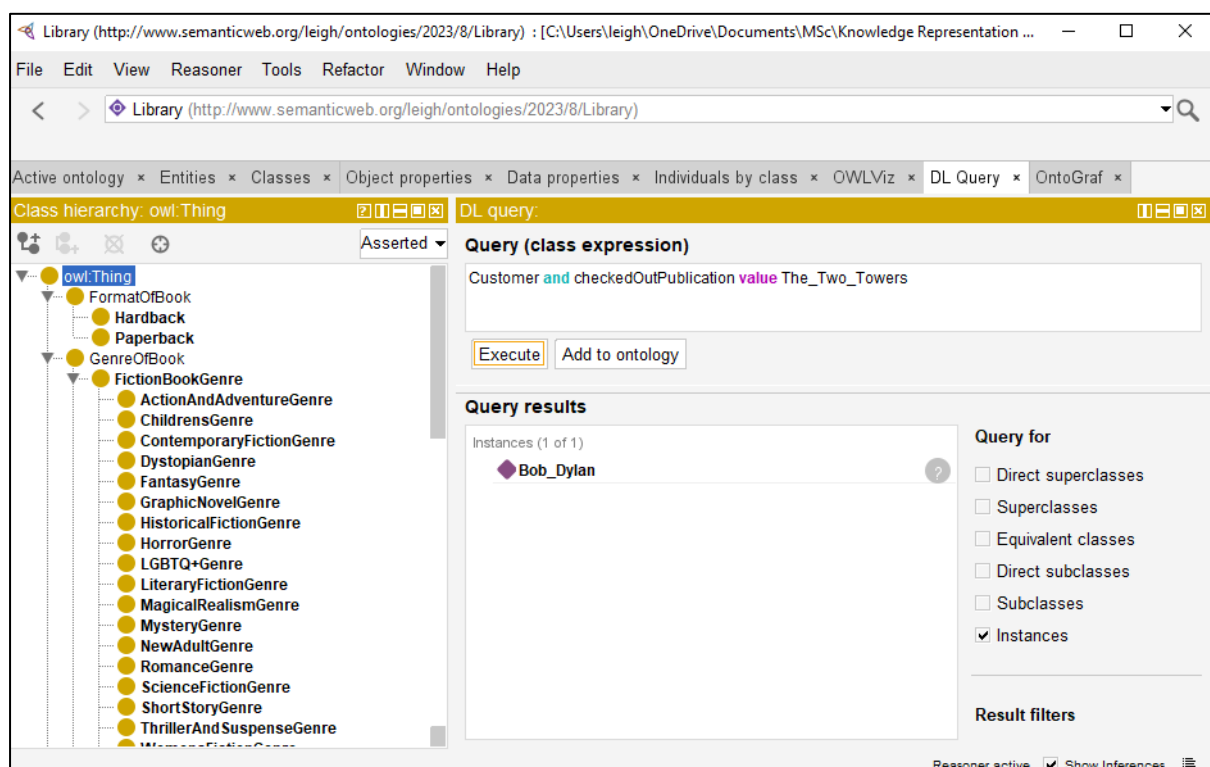 Library (http://www.semanticweb.org/leigh/ontologies/2023/8/Library) : [C:\Users\leigh\OneDrive\Documents\MSc\Knowledge Representation ...
File Edit View Reasoner Tools Refactor Window Help
Library (http://www.semanticweb.org/leigh/ontologies/2023/8/Library)
Active ontology × Entities × Classes × Object properties × Data properties × Individuals by class × OWLViz × DL Query × OntoGraf ×
Class hierarchy: owl:Thing
Asserted
owl:Thing
FormatOfBook
Hardback
Paperback
GenreOfBook
FictionBookGenre
ActionAndAdventureGenre
ChildrensGenre
ContemporaryFictionGenre
DystopianGenre
FantasyGenre
GraphicNovelGenre
HistoricalFictionGenre
HorrorGenre
LGBTQ+Genre
LiteraryFictionGenre
MagicalRealismGenre
MysteryGenre
NewAdultGenre
RomanceGenre
ScienceFictionGenre
ShortStoryGenre
ThrillerAndSuspenseGenre
DL query:
Query (class expression)
Customer and checkedOutPublication value The_Two_Towers
Execute Add to ontology
Query results
Instances (1 of 1)
Bob_Dylan
?
Query for
Direct superclasses
Superclasses
Equivalent classes
Direct subclasses
Subclasses
Instances
Result filters
Reasoner active Show Inferences